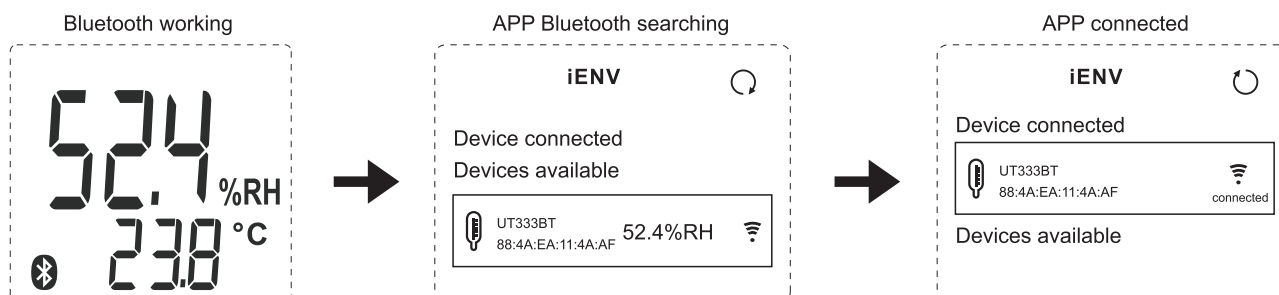 Bluetooth working
52.4 %RH
23.8 °C
APP Bluetooth searching
iENV
Device connected
Devices available
UT333BT
88:4A:EA:11:4A:AF 52.4%RH
APP connected
iENV
Device connected
UT333BT
88:4A:EA:11:4A:AF
connected
Devices available